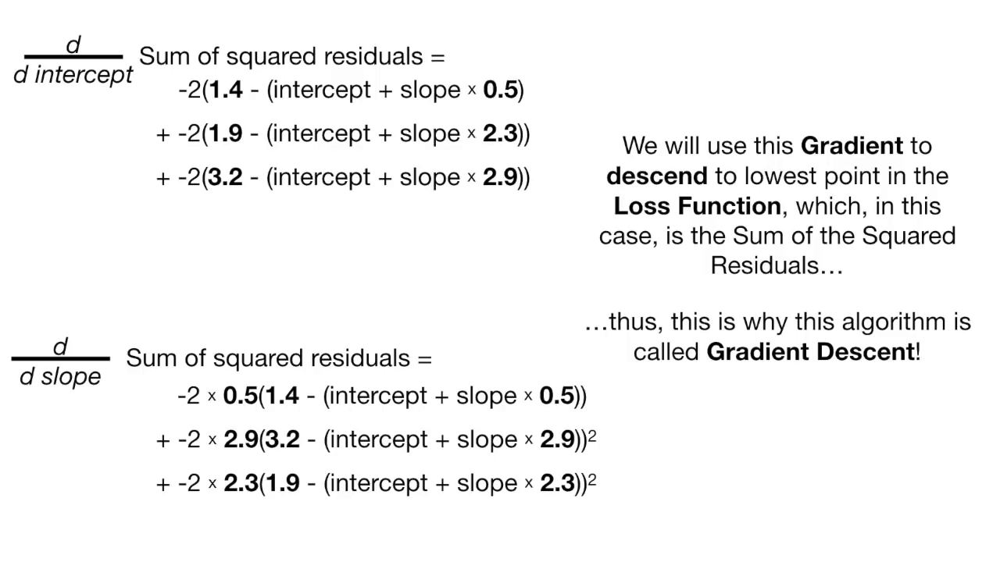 d
d intercept
Sum of squared residuals =
-2(1.4 - (intercept + slope x 0.5)
+ -2(1.9 - (intercept + slope x 2.3))
+ -2(3.2 - (intercept + slope x 2.9))
We will use this Gradient to
descend to lowest point in the
Loss Function, which, in this
case, is the Sum of the Squared
Residuals…
…thus, this is why this algorithm is
called Gradient Descent!
d
d slope
Sum of squared residuals =
-2 x 0.5(1.4 - (intercept + slope x 0.5))
+ -2 x 2.9(3.2 - (intercept + slope x 2.9))²
+ -2 x 2.3(1.9 - (intercept + slope x 2.3))²